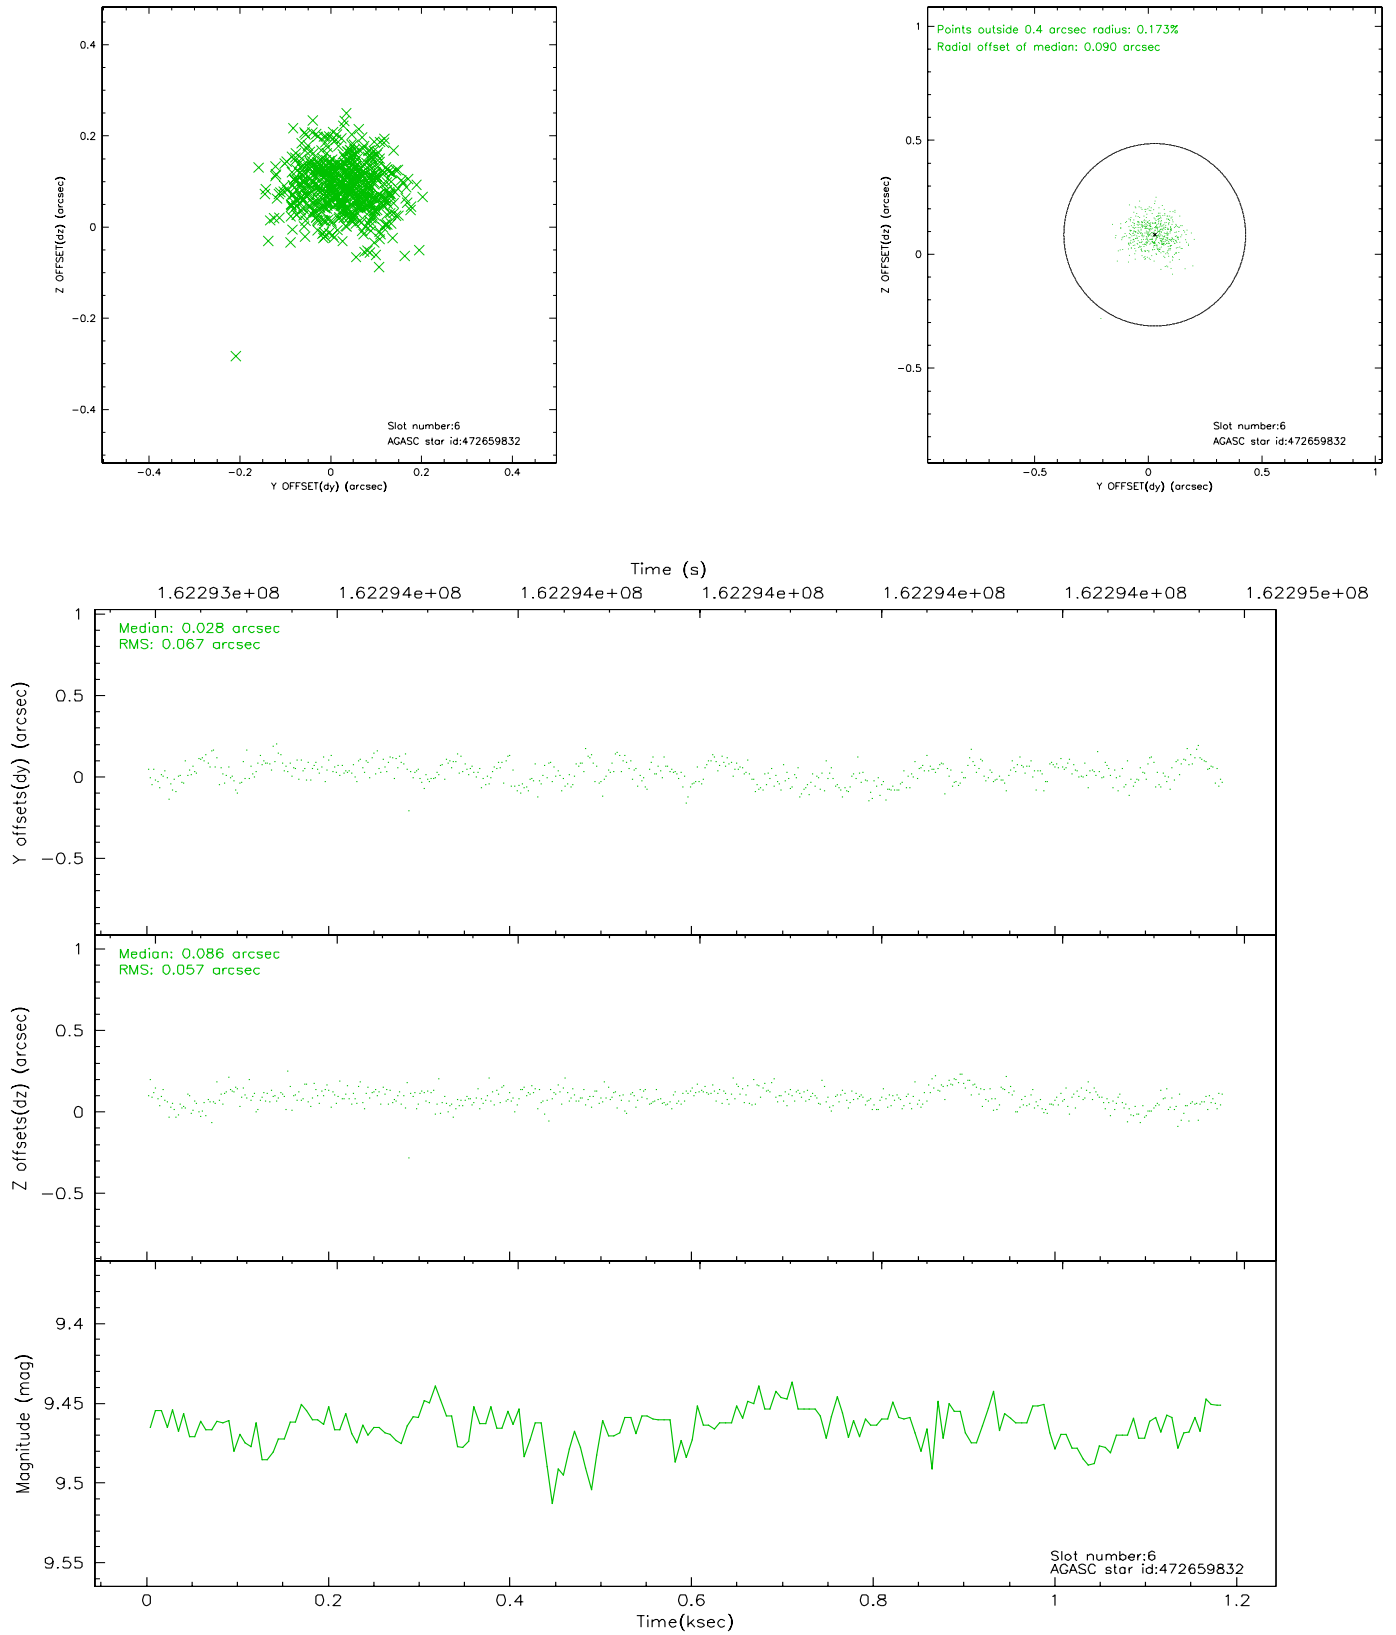 0.4
0.2
0
−0.2
−0.4
Z OFFSET(dz) (arcsec)
Slot number:6
AGASC star id:472659832
−0.4 −0.2 0 0.2 0.4
Y OFFSET(dy) (arcsec)
Points outside 0.4 arcsec radius: 0.173%
Radial offset of median: 0.090 arcsec
1
0.5
0
−0.5
Z OFFSET(dz) (arcsec)
Slot number:6
AGASC star id:472659832
−0.5 0 0.5 1
Y OFFSET(dy) (arcsec)
Time (s)
1.62293e+08 1.62294e+08 1.62294e+08 1.62294e+08 1.62294e+08 1.62294e+08 1.62295e+08
Median: 0.028 arcsec
RMS: 0.067 arcsec
1
0.5
0
−0.5
Y offsets(dy) (arcsec)
Median: 0.086 arcsec
RMS: 0.057 arcsec
1
0.5
0
−0.5
Z offsets(dz) (arcsec)
9.4
9.45
9.5
9.55
Magnitude (mag)
Slot number:6
AGASC star id:472659832
0 0.2 0.4 0.6 0.8 1 1.2
Time(ksec)